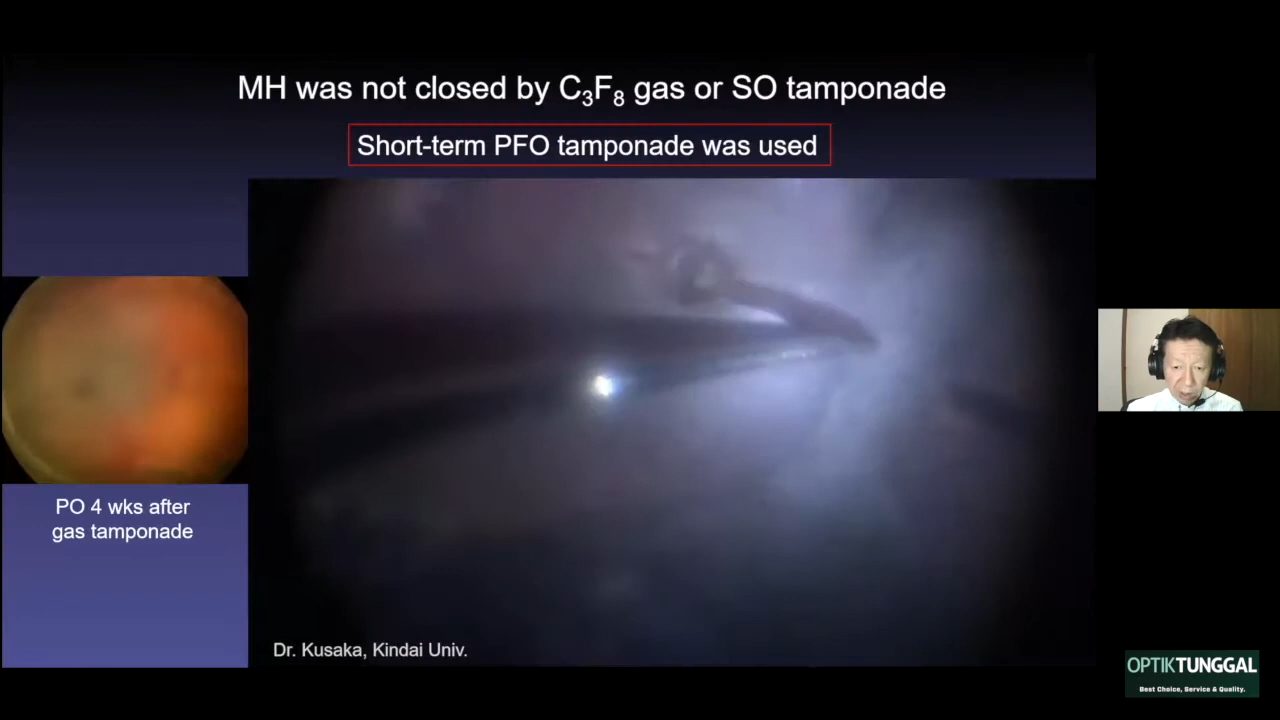 MH was not closed by C₃F₈ gas or SO tamponade
Short-term PFO tamponade was used
PO 4 wks after
gas tamponade
Dr. Kusaka, Kindai Univ.
OPTIKTUNGGAL
Best Choice, Service & Quality.